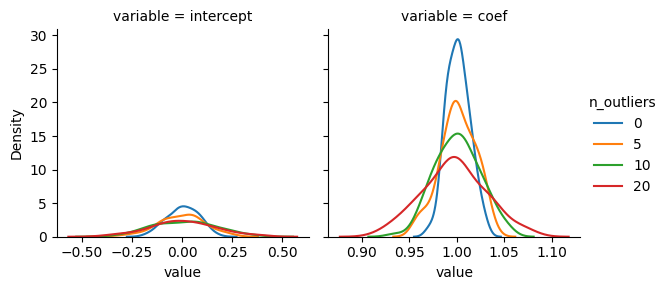 variable = intercept
variable = coef
30
25
20
15
10
5
0
Density
−0.50 −0.25 0.00 0.25 0.50
value
0.90 0.95 1.00 1.05 1.10
value
n_outliers
0
5
10
20